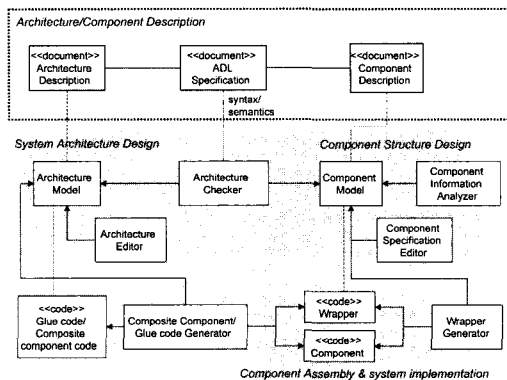 Architecture/Component Description
<<document>>
Architecture
Description
<<document>>
ADL
Specification
<<document>>
Component
Description
syntax/
semantics
System Architecture Design
Component Structure Design
Architecture
Model
Architecture
Checker
Component
Model
Component
Information
Analyzer
Architecture
Editor
Component
Specification
Editor
<<code>>
Glue code/
Composite
component code
Composite Component/
Glue code Generator
<<code>>
Wrapper
<<code>>
Component
Wrapper
Generator
Component Assembly & system implementation